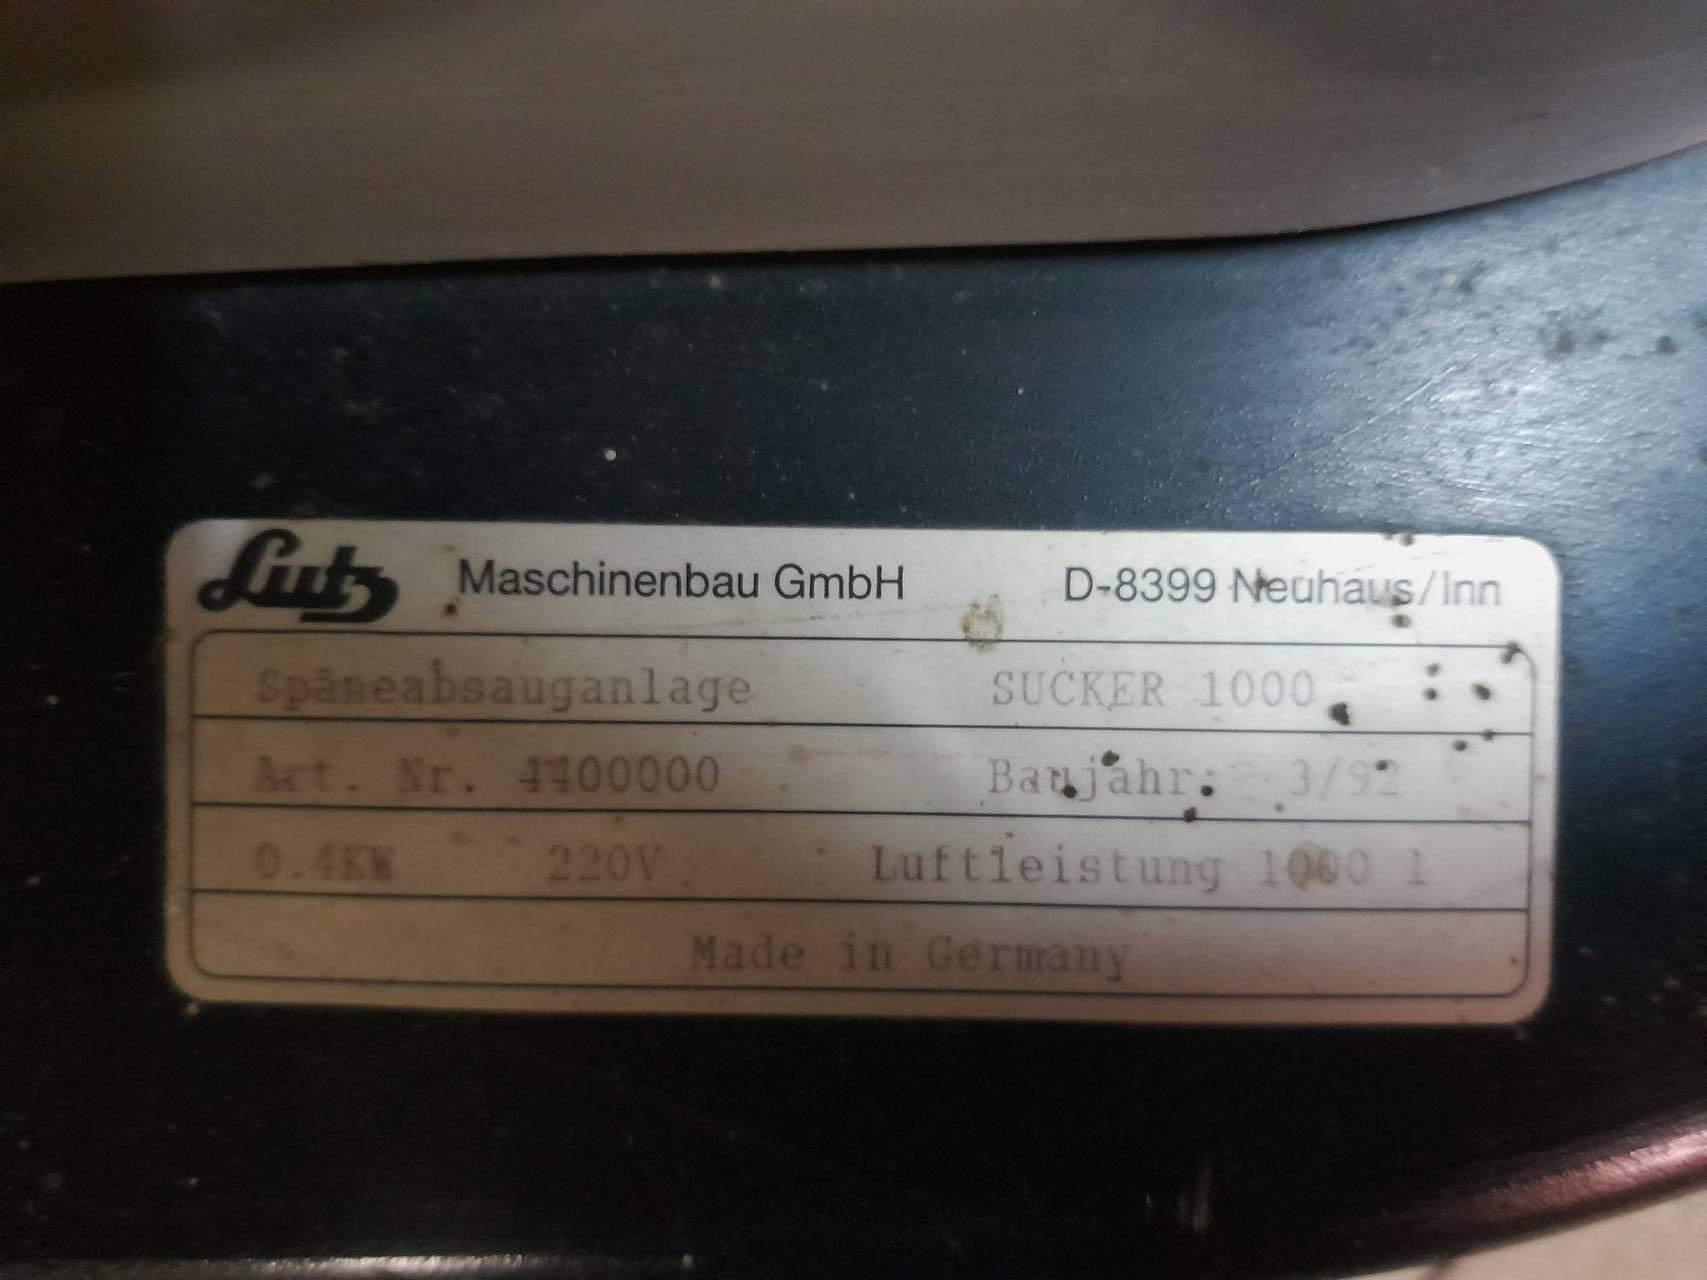 Lutz Maschinenbau GmbH D-8399 Neuhaus/Inn
Späneabsauganlage SUCKER 1000
Art. Nr. 4400000 Baujahr: 3/92
0.4KW 220V Luftleistung 1000 l
Made in Germany